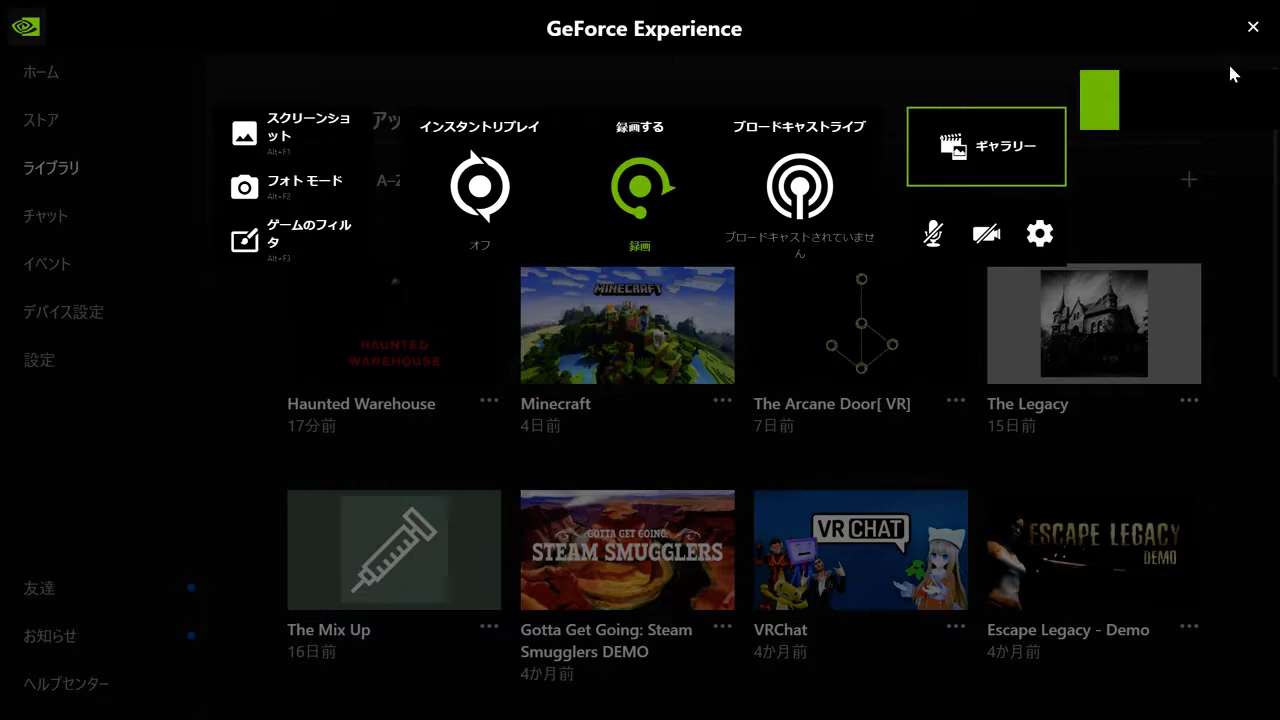 GeForce Experience
ホーム
ストア
ライブラリ
チャット
イベント
デバイス設定
設定
友達
お知らせ
ヘルプセンター
スクリーンショ
ット
Alt+F1
フォト モード
Alt+F2
ゲームのフィル
タ
Alt+F3
アッ
A–Z
インスタントリプレイ
オフ
録画する
録画
ブロードキャストライブ
ブロードキャストされていませ
ん
ギャラリー
HAUNTED
WAREHOUSE
Haunted Warehouse
17分前
MINECRAFT
Minecraft
4日前
The Arcane Door[ VR]
7日前
The Legacy
15日前
The Mix Up
16日前
GOTTA GET GOING:
STEAM SMUGGLERS
Gotta Get Going: Steam
Smugglers DEMO
4か月前
VR CHAT
VRChat
4か月前
ESCAPE LEGACY
DEMO
Escape Legacy - Demo
4か月前